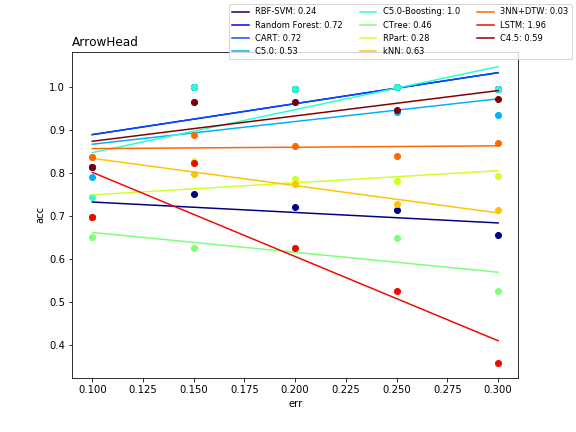 RBF-SVM: 0.24
Random Forest: 0.72
CART: 0.72
C5.0: 0.53
C5.0-Boosting: 1.0
CTree: 0.46
RPart: 0.28
kNN: 0.63
3NN+DTW: 0.03
LSTM: 1.96
C4.5: 0.59
ArrowHead
1.0
0.9
0.8
0.7
0.6
0.5
0.4
acc
0.100 0.125 0.150 0.175 0.200 0.225 0.250 0.275 0.300
err